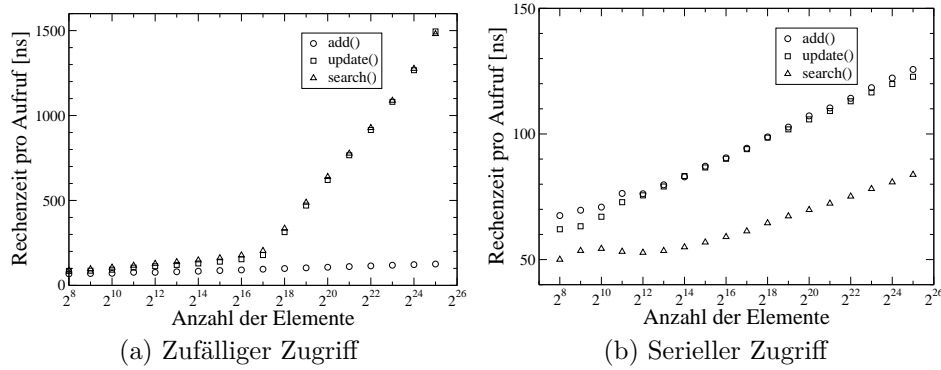 1500
1000
500
0
Rechenzeit pro Aufruf [ns]
add()
update()
search()
2^8 2^10 2^12 2^14 2^16 2^18 2^20 2^22 2^24 2^26
Anzahl der Elemente
(a) Zufälliger Zugriff
150
100
50
Rechenzeit pro Aufruf [ns]
add()
update()
search()
2^8 2^10 2^12 2^14 2^16 2^18 2^20 2^22 2^24 2^26
Anzahl der Elemente
(b) Serieller Zugriff